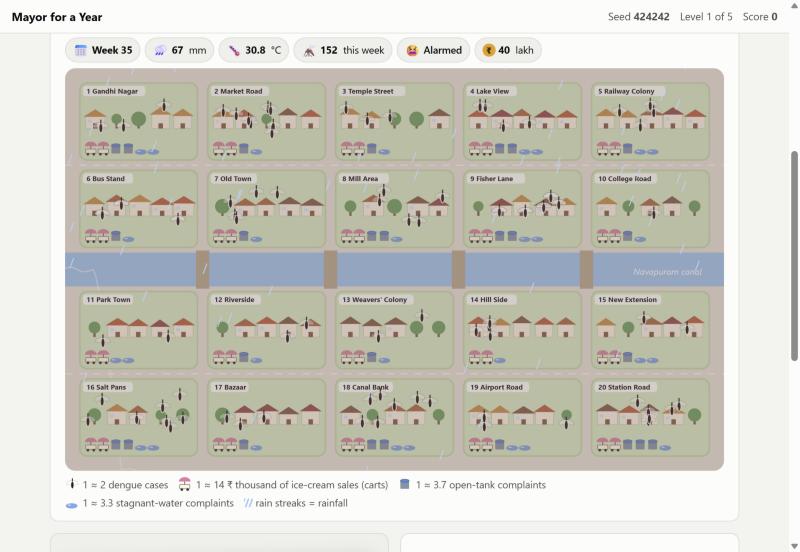 Mayor for a Year
Seed 424242 Level 1 of 5 Score 0
Week 35
67 mm
30.8 °C
152 this week
Alarmed
₹ 40 lakh
1 Gandhi Nagar
2 Market Road
3 Temple Street
4 Lake View
5 Railway Colony
6 Bus Stand
7 Old Town
8 Mill Area
9 Fisher Lane
10 College Road
Navapuram canal
11 Park Town
12 Riverside
13 Weavers' Colony
14 Hill Side
15 New Extension
16 Salt Pans
17 Bazaar
18 Canal Bank
19 Airport Road
20 Station Road
1 ≈ 2 dengue cases
1 ≈ 14 ₹ thousand of ice-cream sales (carts)
1 ≈ 3.7 open-tank complaints
1 ≈ 3.3 stagnant-water complaints
rain streaks = rainfall